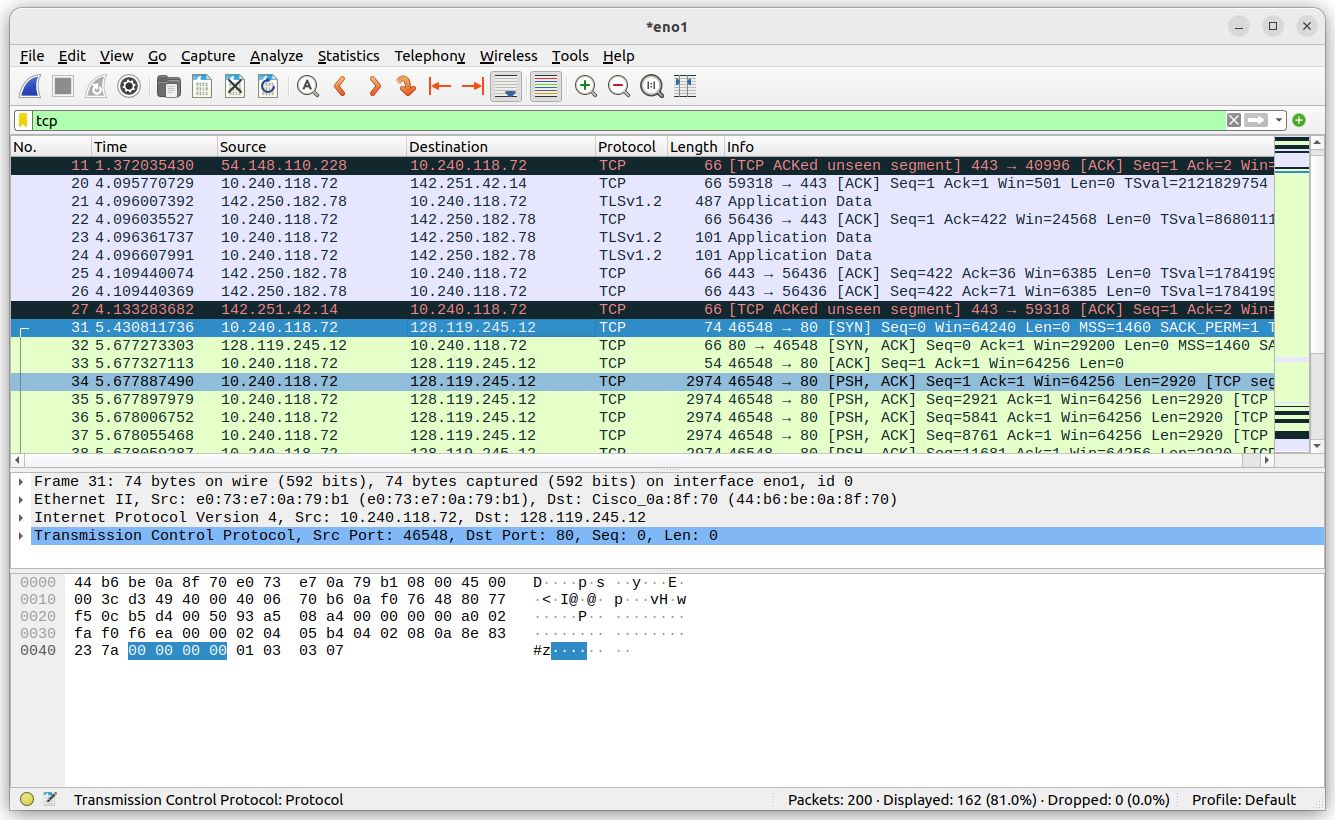 *eno1
File Edit View Go Capture Analyze Statistics Telephony Wireless Tools Help
tcp
No. Time Source Destination Protocol Length Info
11 1.372035430 54.148.110.228 10.240.118.72 TCP 66 [TCP ACKed unseen segment] 443 → 40996 [ACK] Seq=1 Ack=2 Win=
20 4.095770729 10.240.118.72 142.251.42.14 TCP 66 59318 → 443 [ACK] Seq=1 Ack=1 Win=501 Len=0 TSval=2121829754
21 4.096007392 142.250.182.78 10.240.118.72 TLSv1.2 487 Application Data
22 4.096035527 10.240.118.72 142.250.182.78 TCP 66 56436 → 443 [ACK] Seq=1 Ack=422 Win=24568 Len=0 TSval=8680111
23 4.096361737 10.240.118.72 142.250.182.78 TLSv1.2 101 Application Data
24 4.096607991 10.240.118.72 142.250.182.78 TLSv1.2 101 Application Data
25 4.109440074 142.250.182.78 10.240.118.72 TCP 66 443 → 56436 [ACK] Seq=422 Ack=36 Win=6385 Len=0 TSval=1784199
26 4.109440369 142.250.182.78 10.240.118.72 TCP 66 443 → 56436 [ACK] Seq=422 Ack=71 Win=6385 Len=0 TSval=1784199
27 4.133283682 142.251.42.14 10.240.118.72 TCP 66 [TCP ACKed unseen segment] 443 → 59318 [ACK] Seq=1 Ack=2 Win=
31 5.430811736 10.240.118.72 128.119.245.12 TCP 74 46548 → 80 [SYN] Seq=0 Win=64240 Len=0 MSS=1460 SACK_PERM=1 T
32 5.677273303 128.119.245.12 10.240.118.72 TCP 66 80 → 46548 [SYN, ACK] Seq=0 Ack=1 Win=29200 Len=0 MSS=1460 SA
33 5.677327113 10.240.118.72 128.119.245.12 TCP 54 46548 → 80 [ACK] Seq=1 Ack=1 Win=64256 Len=0
34 5.677887490 10.240.118.72 128.119.245.12 TCP 2974 46548 → 80 [PSH, ACK] Seq=1 Ack=1 Win=64256 Len=2920 [TCP seg
35 5.677897979 10.240.118.72 128.119.245.12 TCP 2974 46548 → 80 [PSH, ACK] Seq=2921 Ack=1 Win=64256 Len=2920 [TCP
36 5.678006752 10.240.118.72 128.119.245.12 TCP 2974 46548 → 80 [PSH, ACK] Seq=5841 Ack=1 Win=64256 Len=2920 [TCP
37 5.678055468 10.240.118.72 128.119.245.12 TCP 2974 46548 → 80 [PSH, ACK] Seq=8761 Ack=1 Win=64256 Len=2920 [TCP
38 5.678059287 10.240.118.72 128.119.245.12 TCP 2974 46548 → 80 [PSH, ACK] Seq=11681 Ack=1 Win=64256 Len=2920 [TCP
Frame 31: 74 bytes on wire (592 bits), 74 bytes captured (592 bits) on interface eno1, id 0
Ethernet II, Src: e0:73:e7:0a:79:b1 (e0:73:e7:0a:79:b1), Dst: Cisco_0a:8f:70 (44:b6:be:0a:8f:70)
Internet Protocol Version 4, Src: 10.240.118.72, Dst: 128.119.245.12
Transmission Control Protocol, Src Port: 46548, Dst Port: 80, Seq: 0, Len: 0
0000 44 b6 be 0a 8f 70 e0 73 e7 0a 79 b1 08 00 45 00 D····p·s ··y···E·
0010 00 3c d3 49 40 00 40 06 70 b6 0a f0 76 48 80 77 ·<·I@·@· p···vH·w
0020 f5 0c b5 d4 00 50 93 a5 08 a4 00 00 00 00 a0 02 ·····P·· ········
0030 fa f0 f6 ea 00 00 02 04 05 b4 04 02 08 0a 8e 83 ········ ········
0040 23 7a 00 00 00 00 01 03 03 07 #z······ ··
Transmission Control Protocol: Protocol Packets: 200 · Displayed: 162 (81.0%) · Dropped: 0 (0.0%) Profile: Default